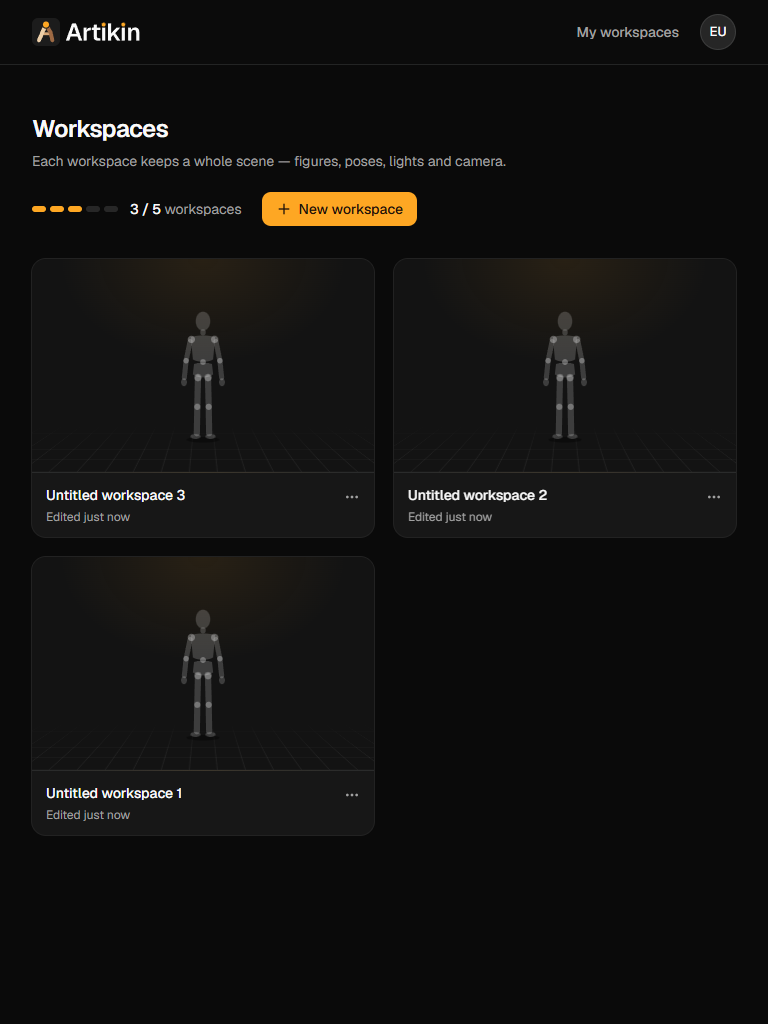 Artikin
My workspaces
EU
Workspaces
Each workspace keeps a whole scene — figures, poses, lights and camera.
3 / 5 workspaces
+ New workspace
Untitled workspace 3
Edited just now
Untitled workspace 2
Edited just now
Untitled workspace 1
Edited just now